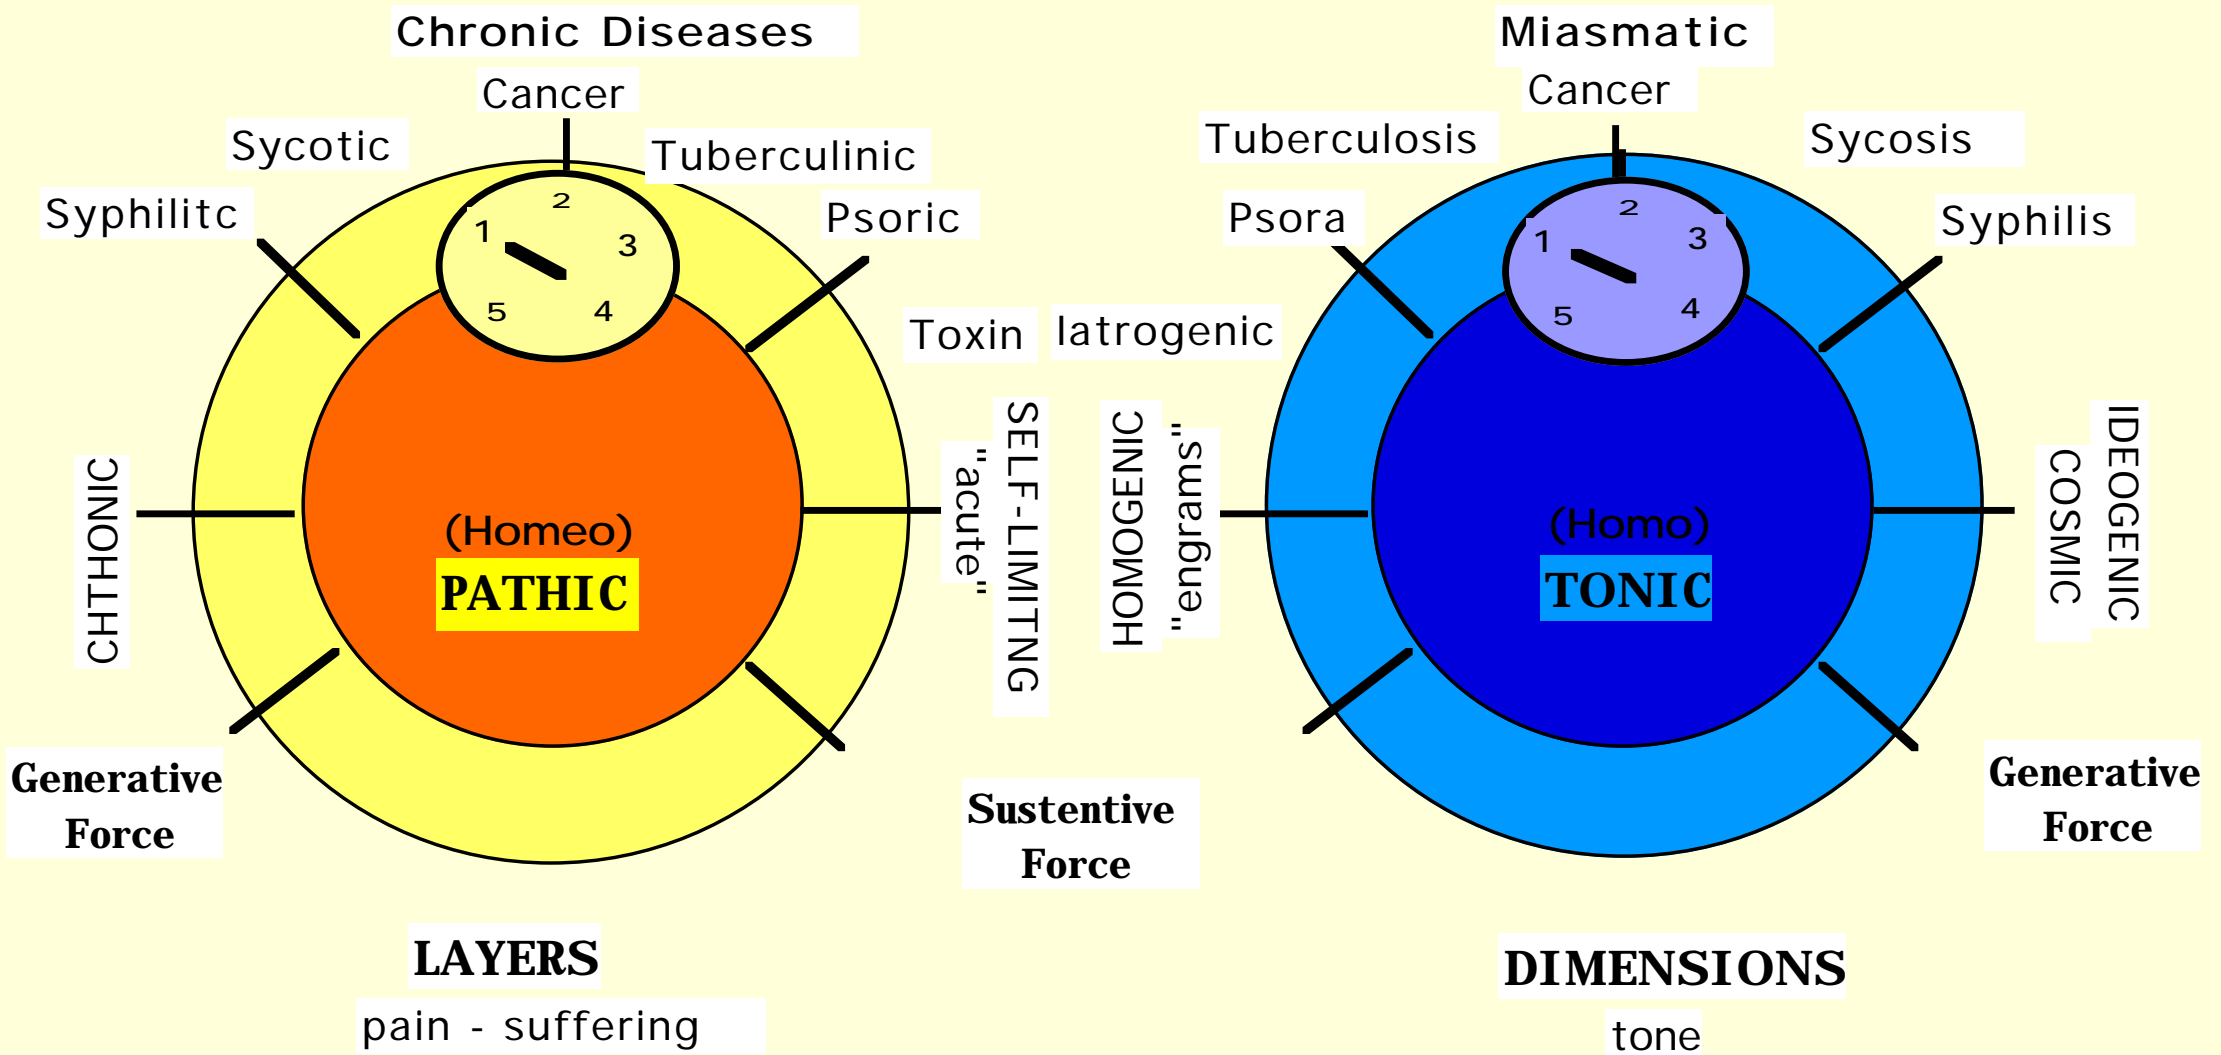 Chronic Diseases
Cancer
Sycotic
Tuberculinic
Syphilitc
Psoric
1
2
3
4
5
Toxin
CHTHONIC
"acute"
SELF-LIMITNG
(Homeo)
PATHIC
Generative
Force
Sustentive
Force
LAYERS
pain - suffering
Miasmatic
Cancer
Tuberculosis
Sycosis
Psora
Syphilis
1
2
3
4
5
Iatrogenic
HOMOGENIC
"engrams"
(Homo)
TONIC
COSMIC
IDEOGENIC
Generative
Force
DIMENSIONS
tone